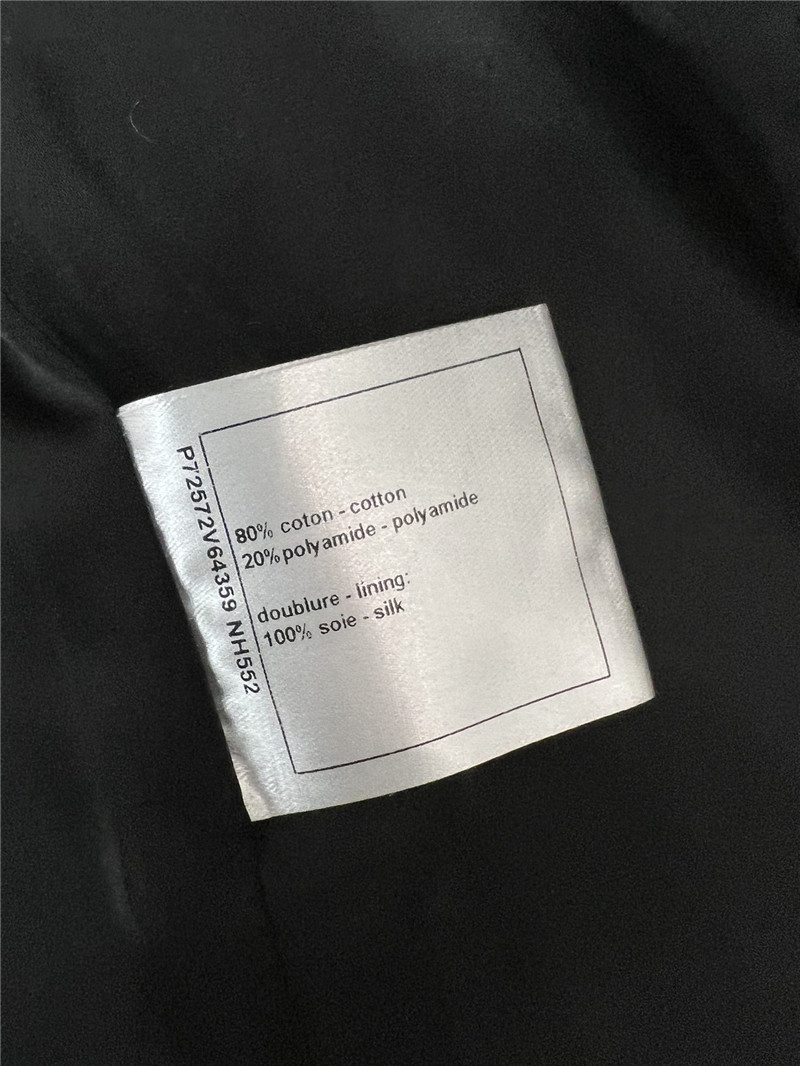 P72572V64359 NH552
80% coton - cotton
20% polyamide - polyamide
doublure - lining:
100% soie - silk